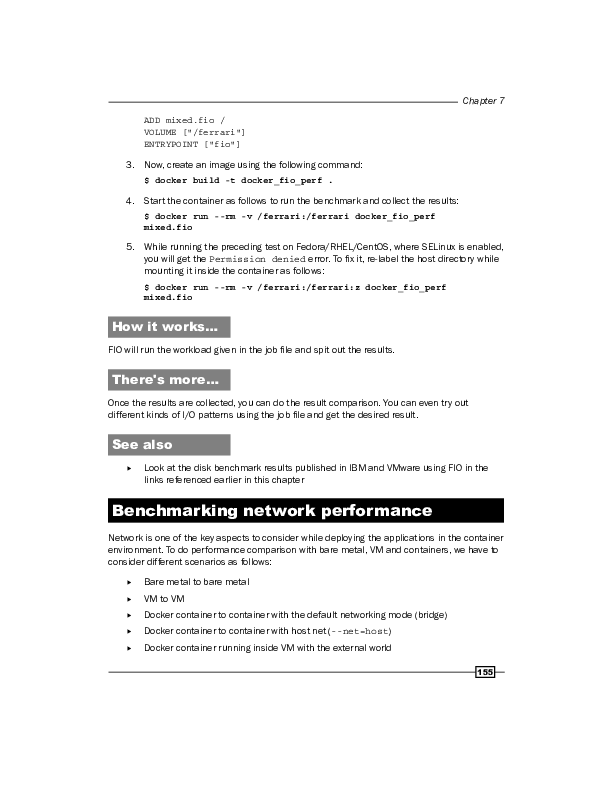 Chapter 7
ADD mixed.fio /
VOLUME ["/ferrari"]
ENTRYPOINT ["fio"]
3. Now, create an image using the following command:
$ docker build -t docker_fio_perf .
4. Start the container as follows to run the benchmark and collect the results:
$ docker run --rm -v /ferrari:/ferrari docker_fio_perf
mixed.fio
5. While running the preceding test on Fedora/RHEL/CentOS, where SELinux is enabled,
you will get the Permission denied error. To fix it, re-label the host directory while
mounting it inside the container as follows:
$ docker run --rm -v /ferrari:/ferrari:z docker_fio_perf
mixed.fio
How it works…
FIO will run the workload given in the job file and spit out the results.
There's more…
Once the results are collected, you can do the result comparison. You can even try out
different kinds of I/O patterns using the job file and get the desired result.
See also
▸ Look at the disk benchmark results published in IBM and VMware using FIO in the
links referenced earlier in this chapter
Benchmarking network performance
Network is one of the key aspects to consider while deploying the applications in the container
environment. To do performance comparison with bare metal, VM and containers, we have to
consider different scenarios as follows:
▸ Bare metal to bare metal
▸ VM to VM
▸ Docker container to container with the default networking mode (bridge)
▸ Docker container to container with host net (--net=host)
▸ Docker container running inside VM with the external world
155